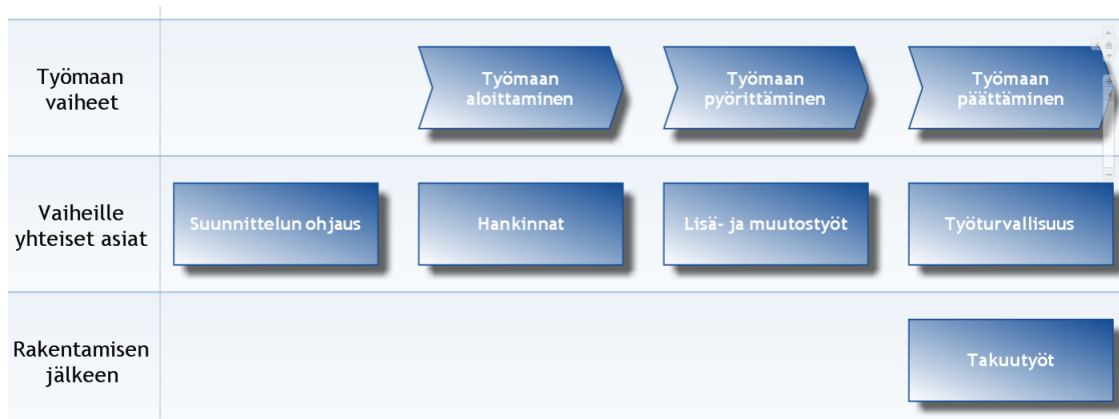 Työmaan
vaiheet
Työmaan
aloittaminen
Työmaan
pyörittäminen
Työmaan
päättäminen
Vaiheille
yhteiset asiat
Suunnittelun ohjaus
Hankinnat
Lisä- ja muutostyöt
Työturvallisuus
Rakentamisen
jälkeen
Takuutyöt